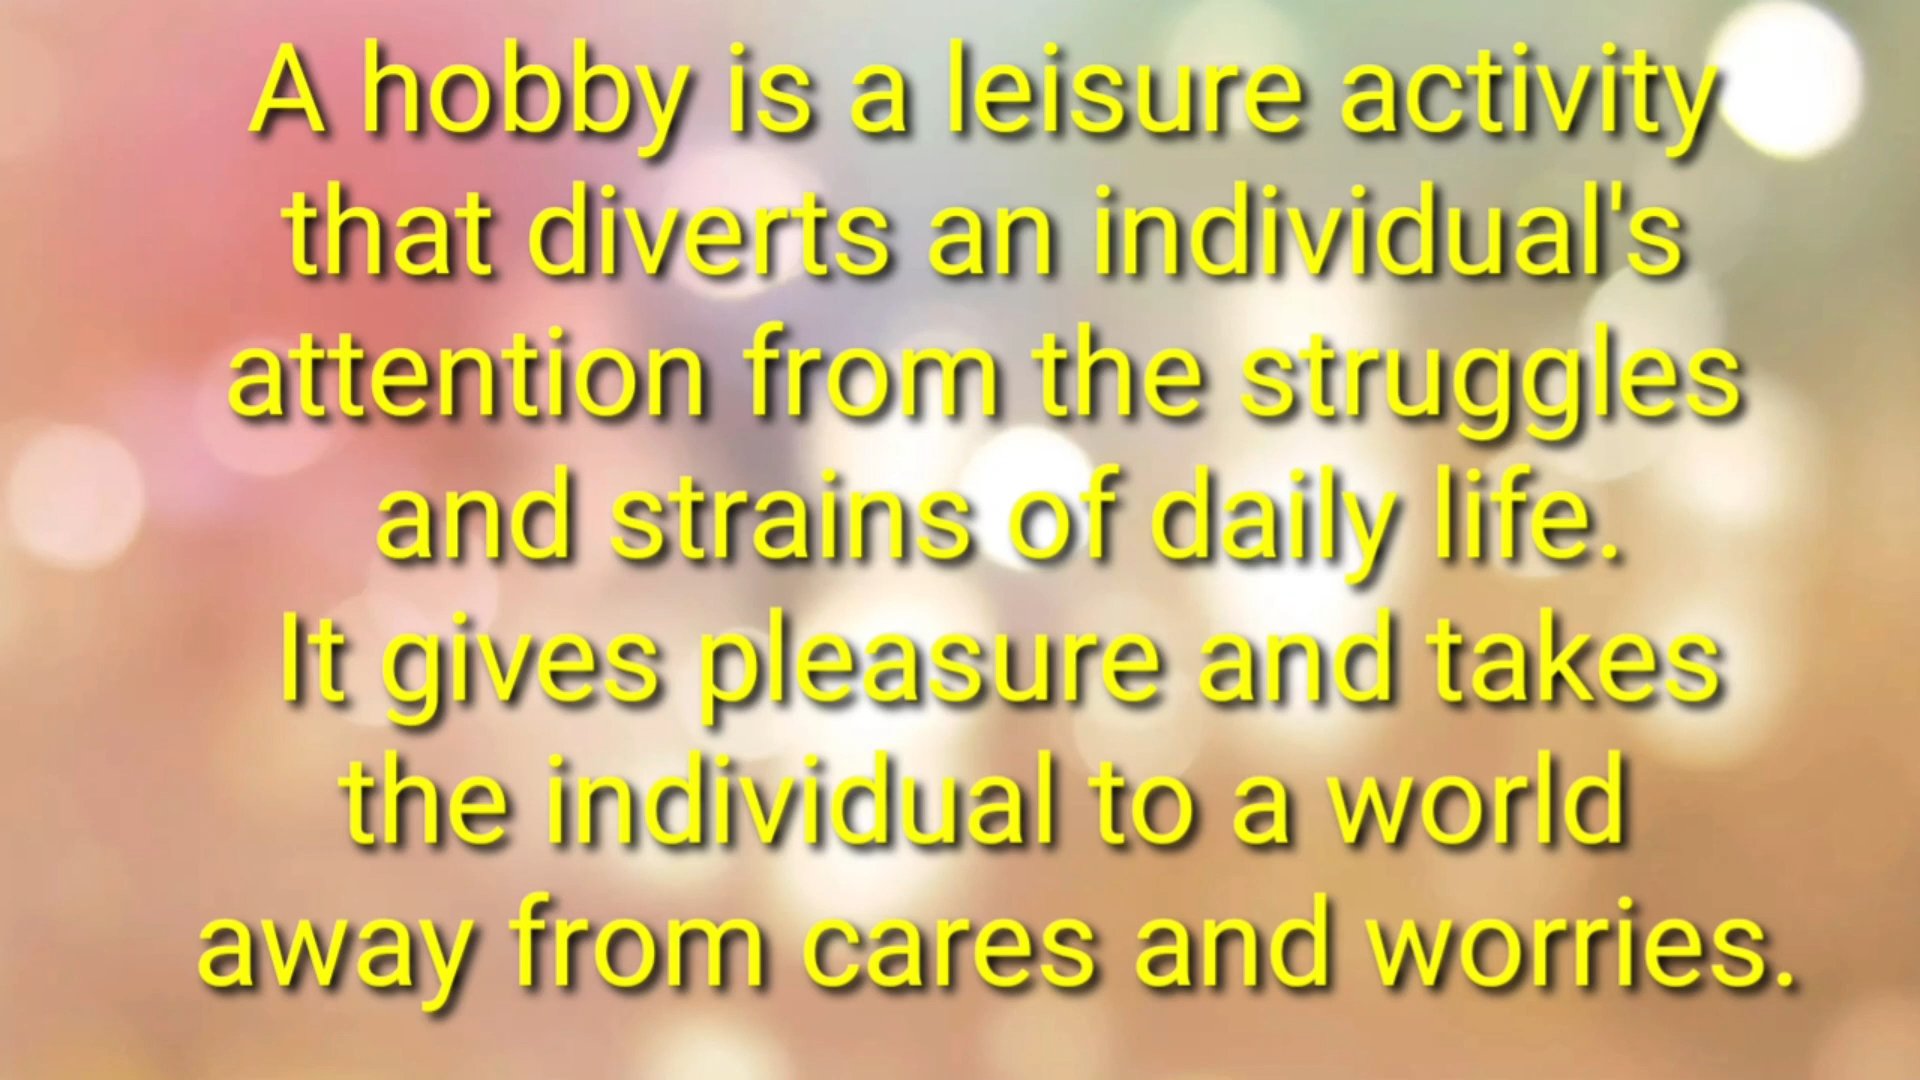 A hobby is a leisure activity
that diverts an individual's
attention from the struggles
and strains of daily life.
It gives pleasure and takes
the individual to a world
away from cares and worries.